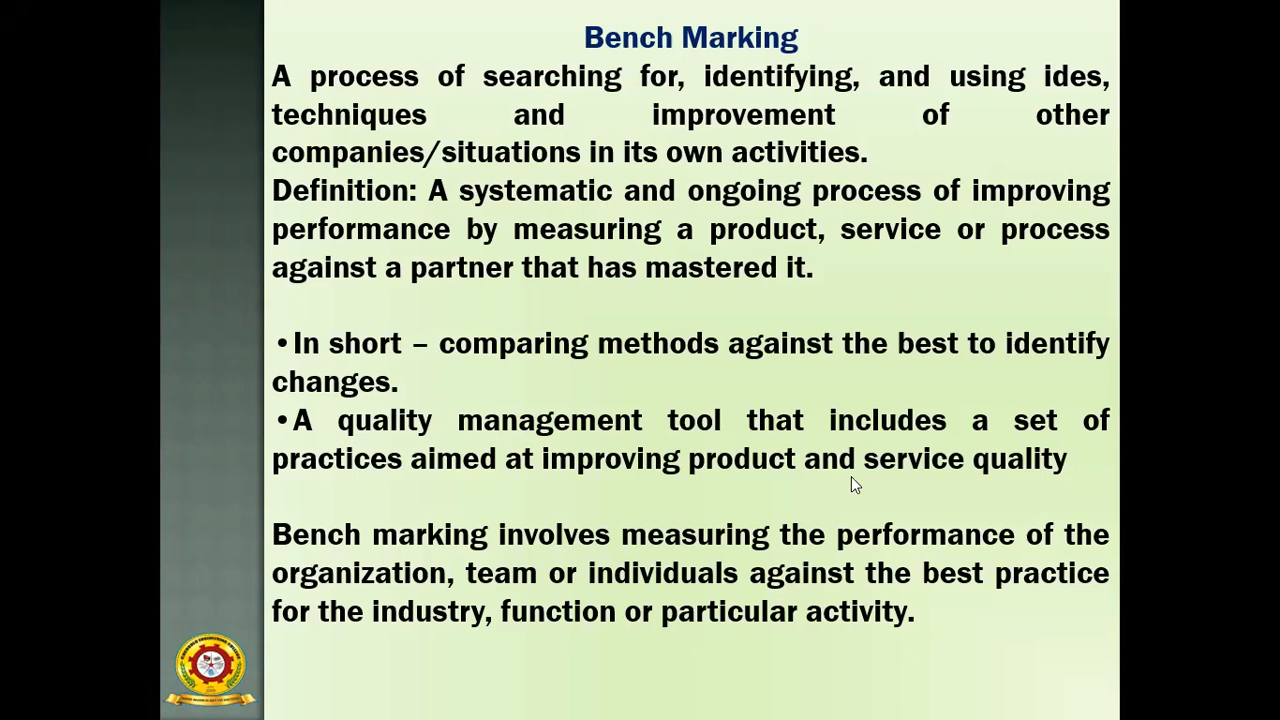 Bench Marking
A process of searching for, identifying, and using ides,
techniques and improvement of other
companies/situations in its own activities.
Definition: A systematic and ongoing process of improving
performance by measuring a product, service or process
against a partner that has mastered it.
•In short – comparing methods against the best to identify
changes.
•A quality management tool that includes a set of
practices aimed at improving product and service quality
Bench marking involves measuring the performance of the
organization, team or individuals against the best practice
for the industry, function or particular activity.